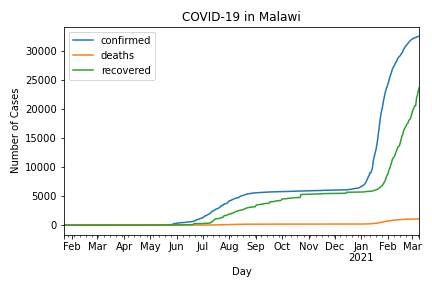 COVID-19 in Malawi
confirmed
deaths
recovered
Number of Cases
30000
25000
20000
15000
10000
5000
0
Feb Mar Apr May Jun Jul Aug Sep Oct Nov Dec Jan Feb Mar
2021
Day